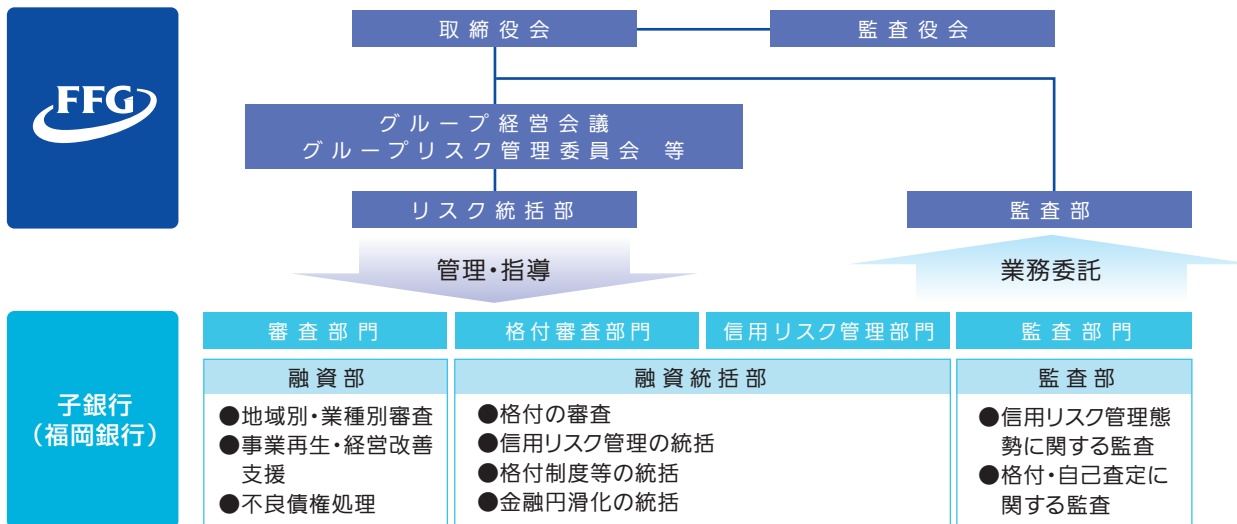 FFG
取締役会
監査役会
グループ経営会議
グループリスク管理委員会 等
リスク統括部
監査部
管理・指導
業務委託
子銀行
(福岡銀行)
審査部門
格付審査部門
信用リスク管理部門
監査部門
融資部
●地域別・業種別審査
●事業再生・経営改善
支援
●不良債権処理
融資統括部
●格付の審査
●信用リスク管理の統括
●格付制度等の統括
●金融円滑化の統括
監査部
●信用リスク管理態
勢に関する監査
●格付・自己査定に
関する監査